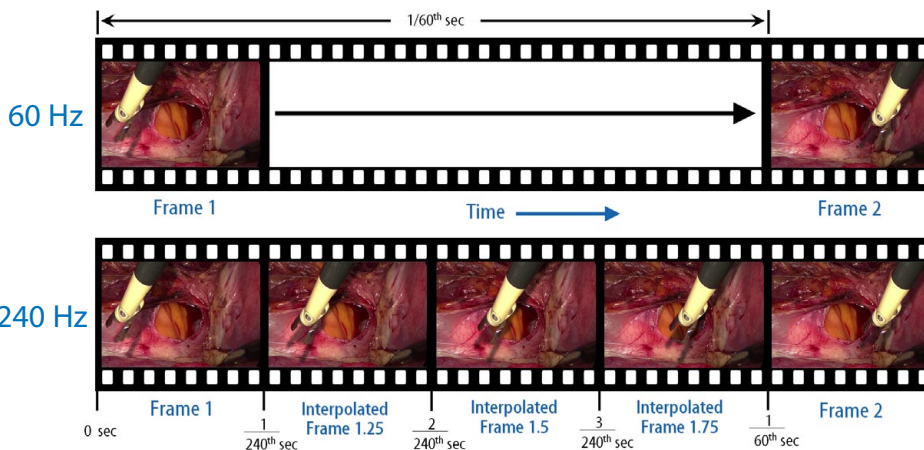 1/60th sec
60 Hz
Frame 1
Time
Frame 2
240 Hz
Frame 1
Interpolated
Frame 1.25
Interpolated
Frame 1.5
Interpolated
Frame 1.75
Frame 2
0 sec
1
240th sec
2
240th sec
3
240th sec
1
60th sec